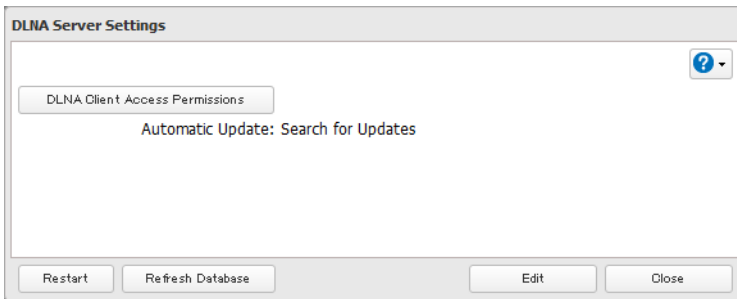 DLNA Server Settings
?
DLNA Client Access Permissions
Automatic Update: Search for Updates
Restart Refresh Database Edit Close